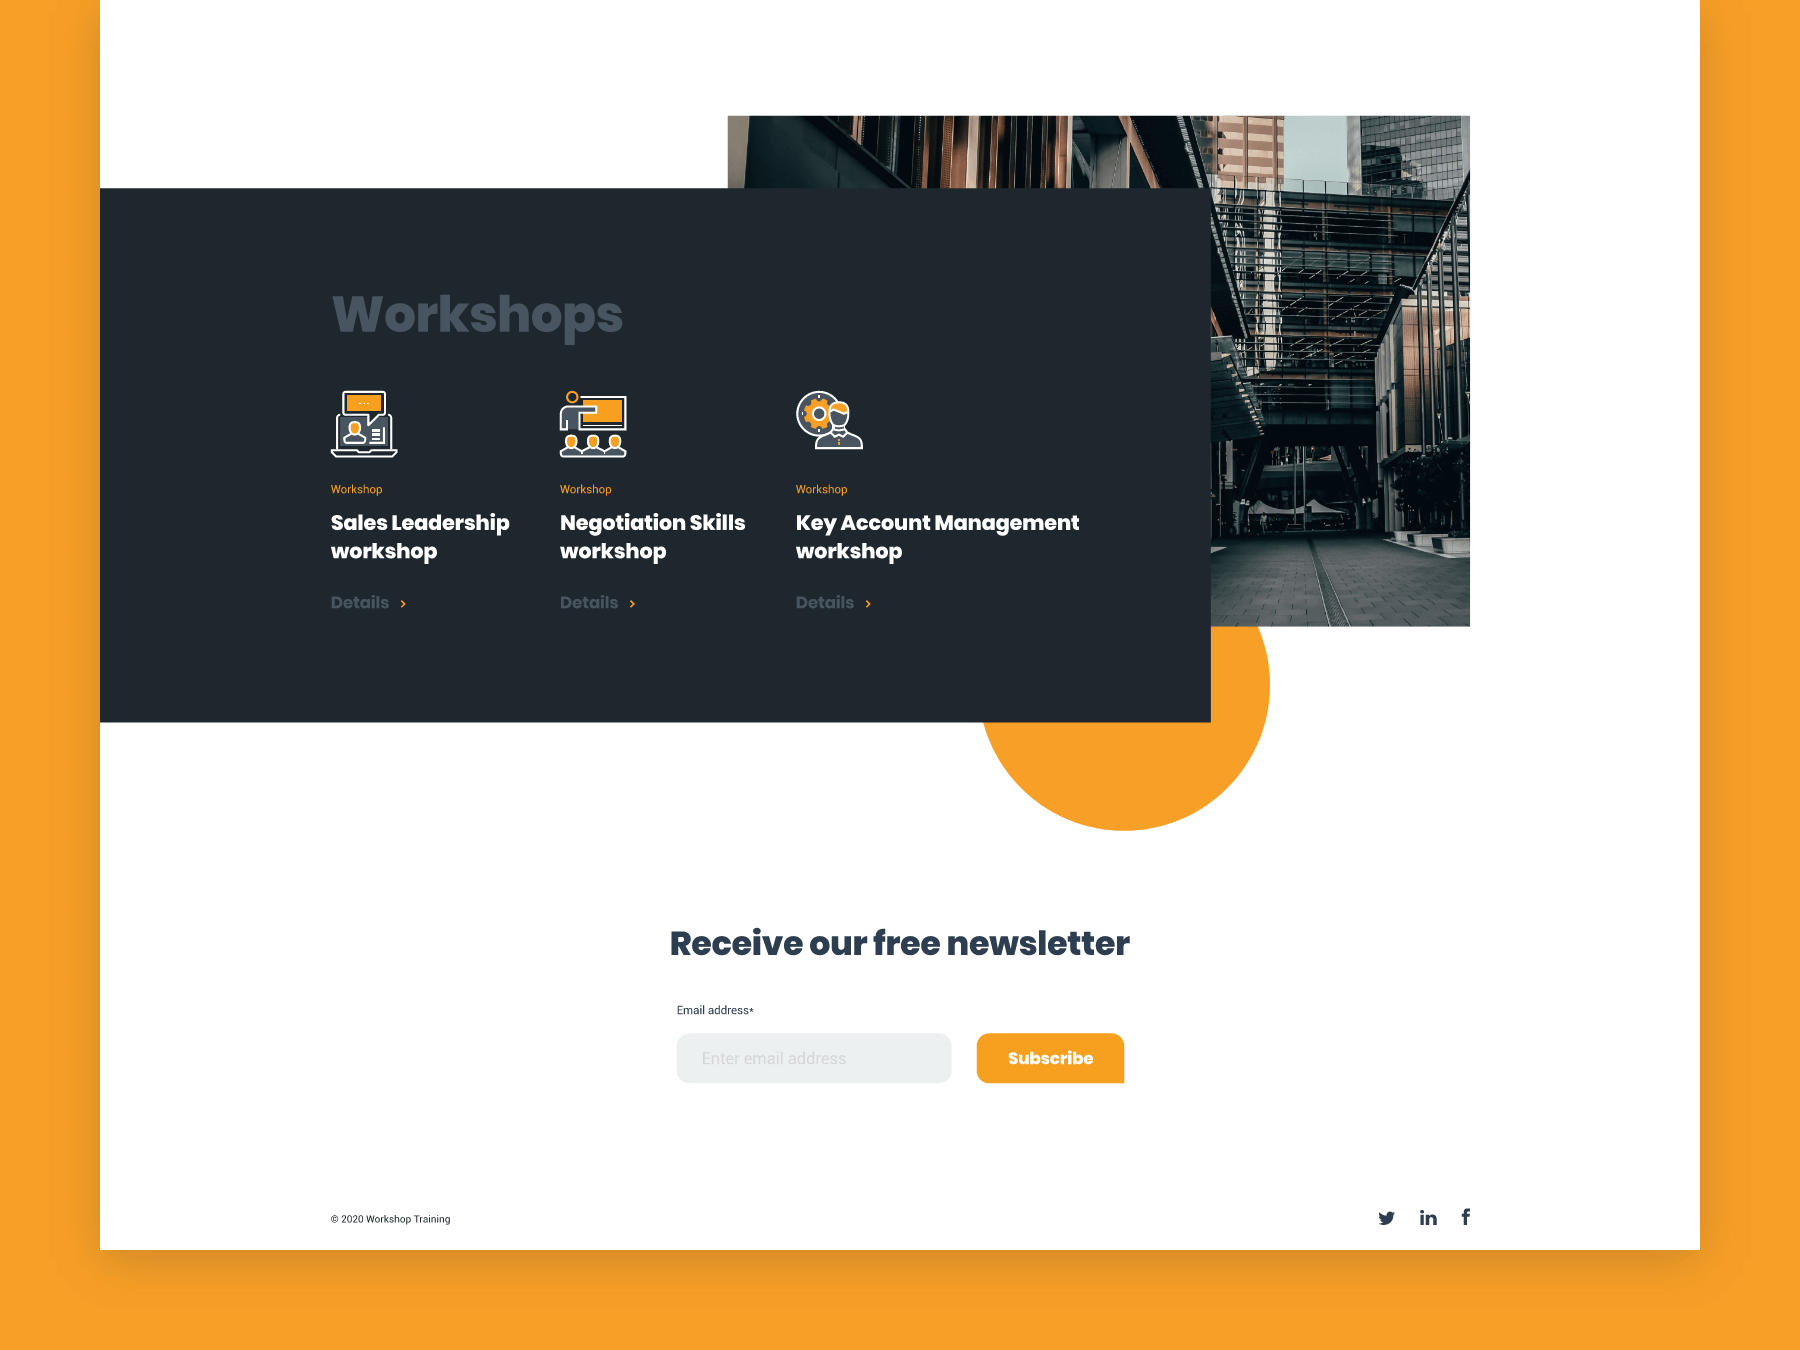 Workshops
Workshop
Sales Leadership
workshop
Details
Workshop
Negotiation Skills
workshop
Details
Workshop
Key Account Management
workshop
Details
Receive our free newsletter
Email address*
Enter email address
Subscribe
© 2020 Workshop Training